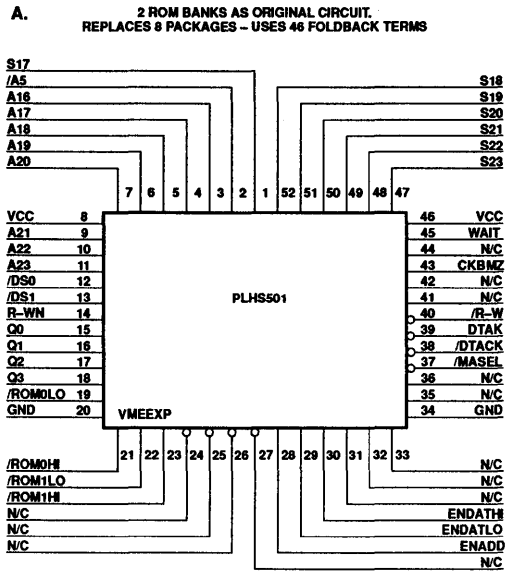 A.
2 ROM BANKS AS ORIGINAL CIRCUIT.
REPLACES 8 PACKAGES – USES 46 FOLDBACK TERMS
S17
/A5
A16
A17
A18
A19
A20
S18
S19
S20
S21
S22
S23
7 6 5 4 3 2 1 52 51 50 49 48 47
VCC 8
A21 9
A22 10
A23 11
/DS0 12
/DS1 13
R-WN 14
Q0 15
Q1 16
Q2 17
Q3 18
/ROM0LO 19
GND 20
PLHS501
VMEEXP
46 VCC
45 WAIT
44 N/C
43 CKBMZ
42 N/C
41 N/C
40 /R-W
39 DTAK
38 /DTACK
37 /MASEL
36 N/C
35 N/C
34 GND
21 22 23 24 25 26 27 28 29 30 31 32 33
/ROM0HI
/ROM1LO
/ROM1HI
N/C
N/C
N/C
N/C
N/C
N/C
ENDATHI
ENDATLO
ENADD
N/C